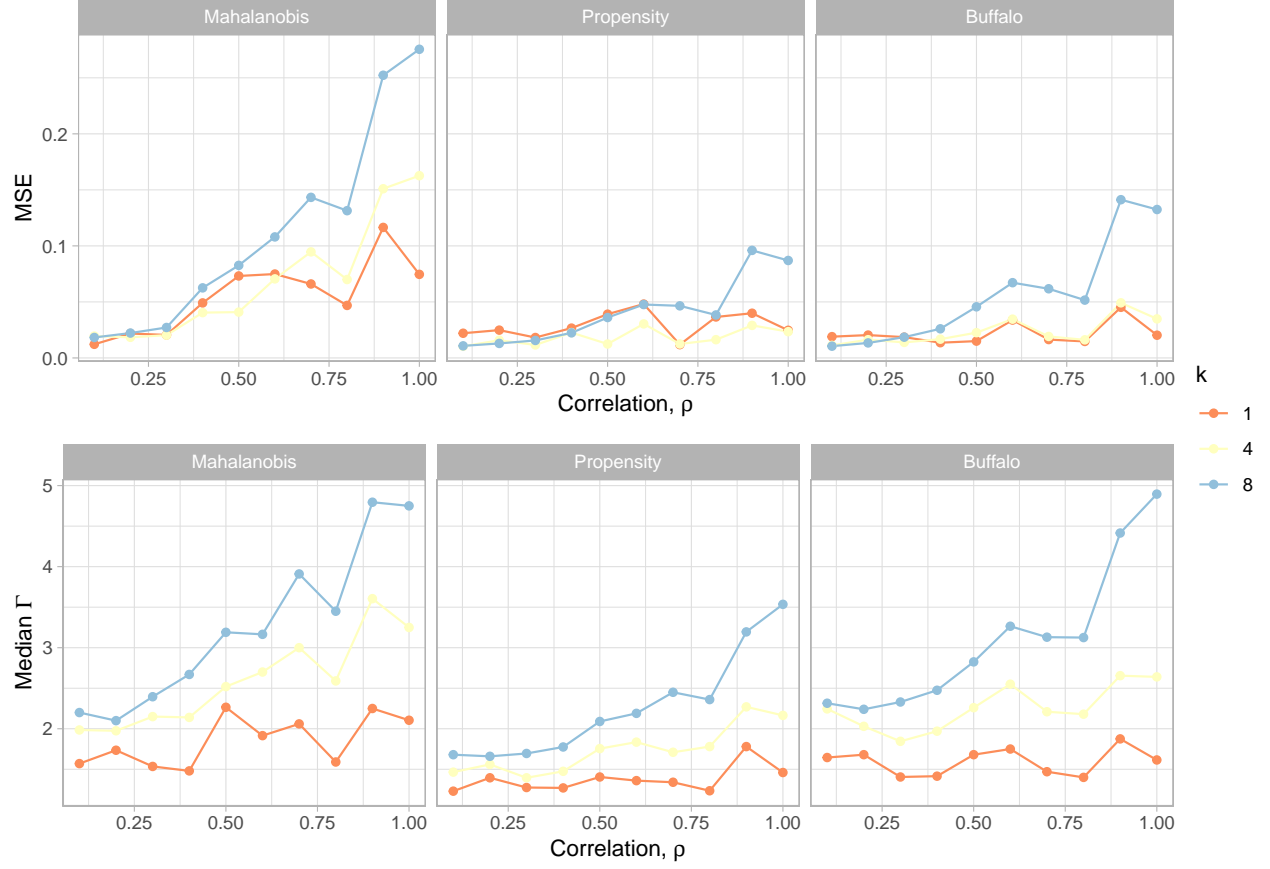 Mahalanobis Propensity Buffalo
MSE
0.2
0.1
0.0
0.25 0.50 0.75 1.00 0.25 0.50 0.75 1.00 0.25 0.50 0.75 1.00
Correlation, ρ
Mahalanobis Propensity Buffalo
Median Γ
5
4
3
2
0.25 0.50 0.75 1.00 0.25 0.50 0.75 1.00 0.25 0.50 0.75 1.00
Correlation, ρ
k
1
4
8